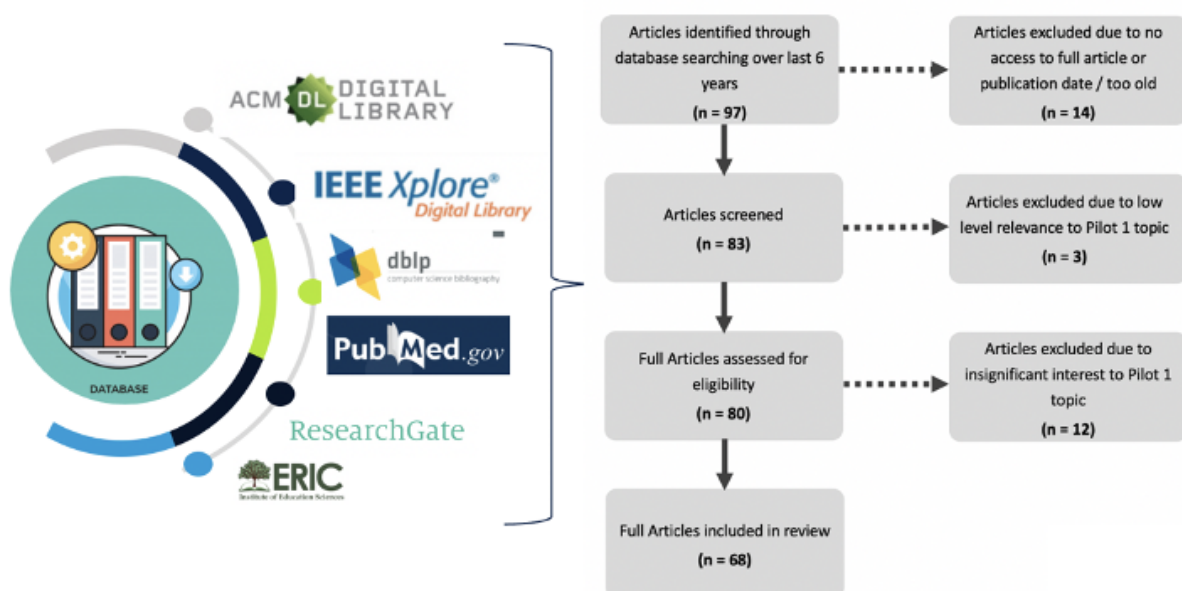 ACM DL DIGITAL
LIBRARY
IEEE Xplore®
Digital Library
dblp
computer science bibliography
PubMed.gov
ResearchGate
ERIC
Institute of Education Sciences
DATABASE
Articles identified through
database searching over last 6
years
(n = 97)
Articles excluded due to no
access to full article or
publication date / too old
(n = 14)
Articles screened
(n = 83)
Articles excluded due to low
level relevance to Pilot 1 topic
(n = 3)
Full Articles assessed for
eligibility
(n = 80)
Articles excluded due to
insignificant interest to Pilot 1
topic
(n = 12)
Full Articles included in review
(n = 68)